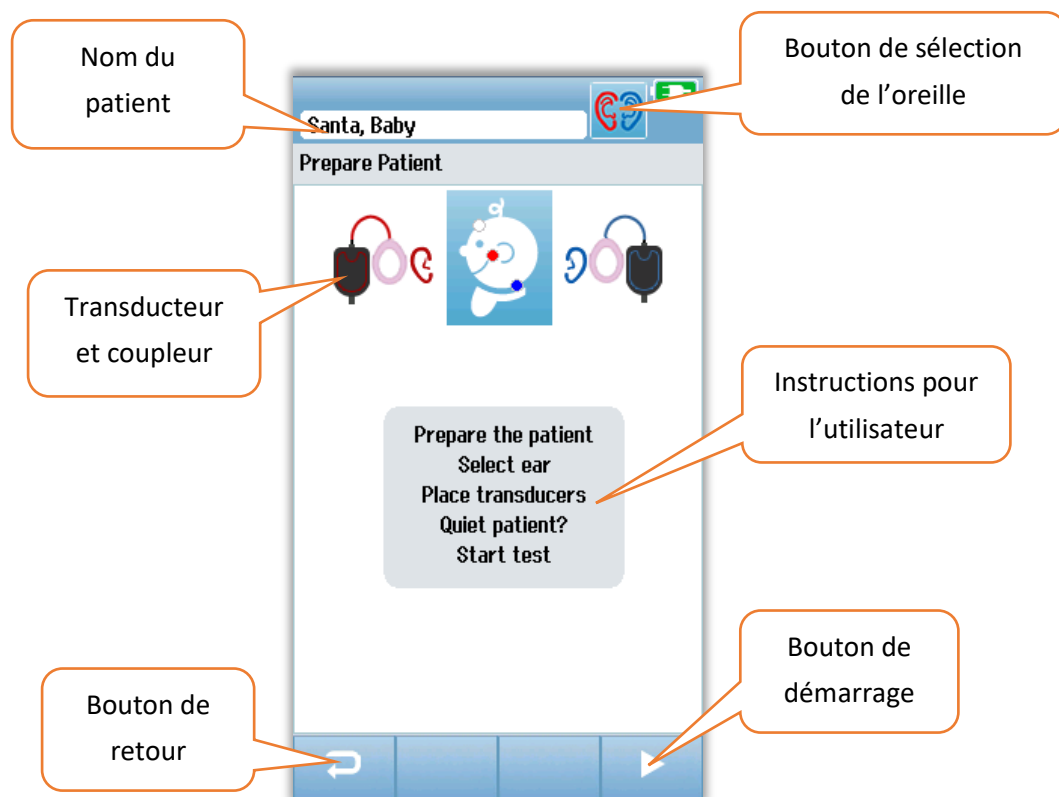 Nom du
patient
Bouton de sélection
de l’oreille
Santa, Baby
Prepare Patient
Transducteur
et coupleur
Instructions pour
l’utilisateur
Prepare the patient
Select ear
Place transducers
Quiet patient?
Start test
Bouton de
démarrage
Bouton de
retour